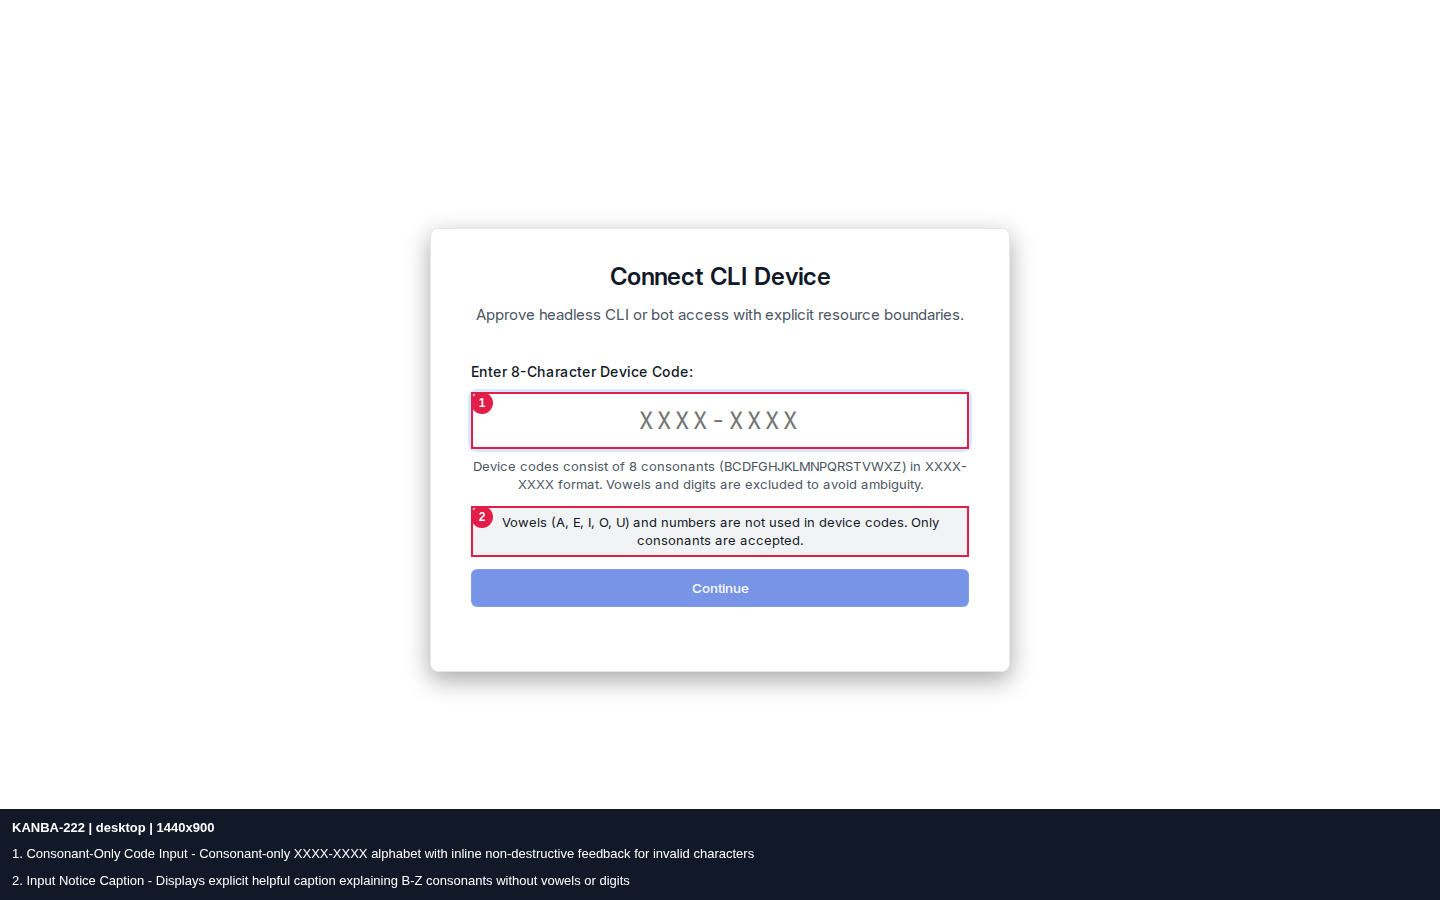 Connect CLI Device
Approve headless CLI or bot access with explicit resource boundaries.
Enter 8-Character Device Code:
1
XXXX-XXXX
Device codes consist of 8 consonants (BCDFGHJKLMNPQRSTVWXZ) in XXXX-
XXXX format. Vowels and digits are excluded to avoid ambiguity.
2
Vowels (A, E, I, O, U) and numbers are not used in device codes. Only
consonants are accepted.
Continue
KANBA-222 | desktop | 1440x900
1. Consonant-Only Code Input - Consonant-only XXXX-XXXX alphabet with inline non-destructive feedback for invalid characters
2. Input Notice Caption - Displays explicit helpful caption explaining B-Z consonants without vowels or digits